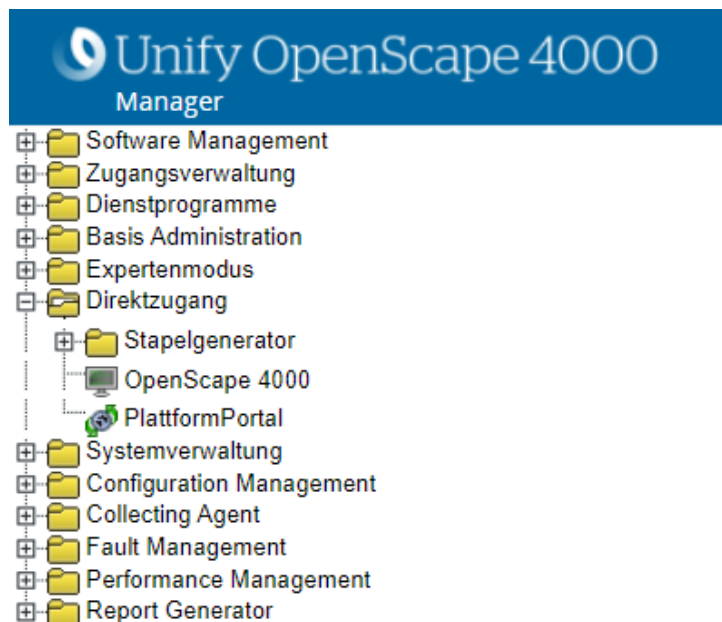 Unify OpenScape 4000
Manager
Software Management
Zugangsverwaltung
Dienstprogramme
Basis Administration
Expertenmodus
Direktzugang
Stapelgenerator
OpenScape 4000
PlattformPortal
Systemverwaltung
Configuration Management
Collecting Agent
Fault Management
Performance Management
Report Generator